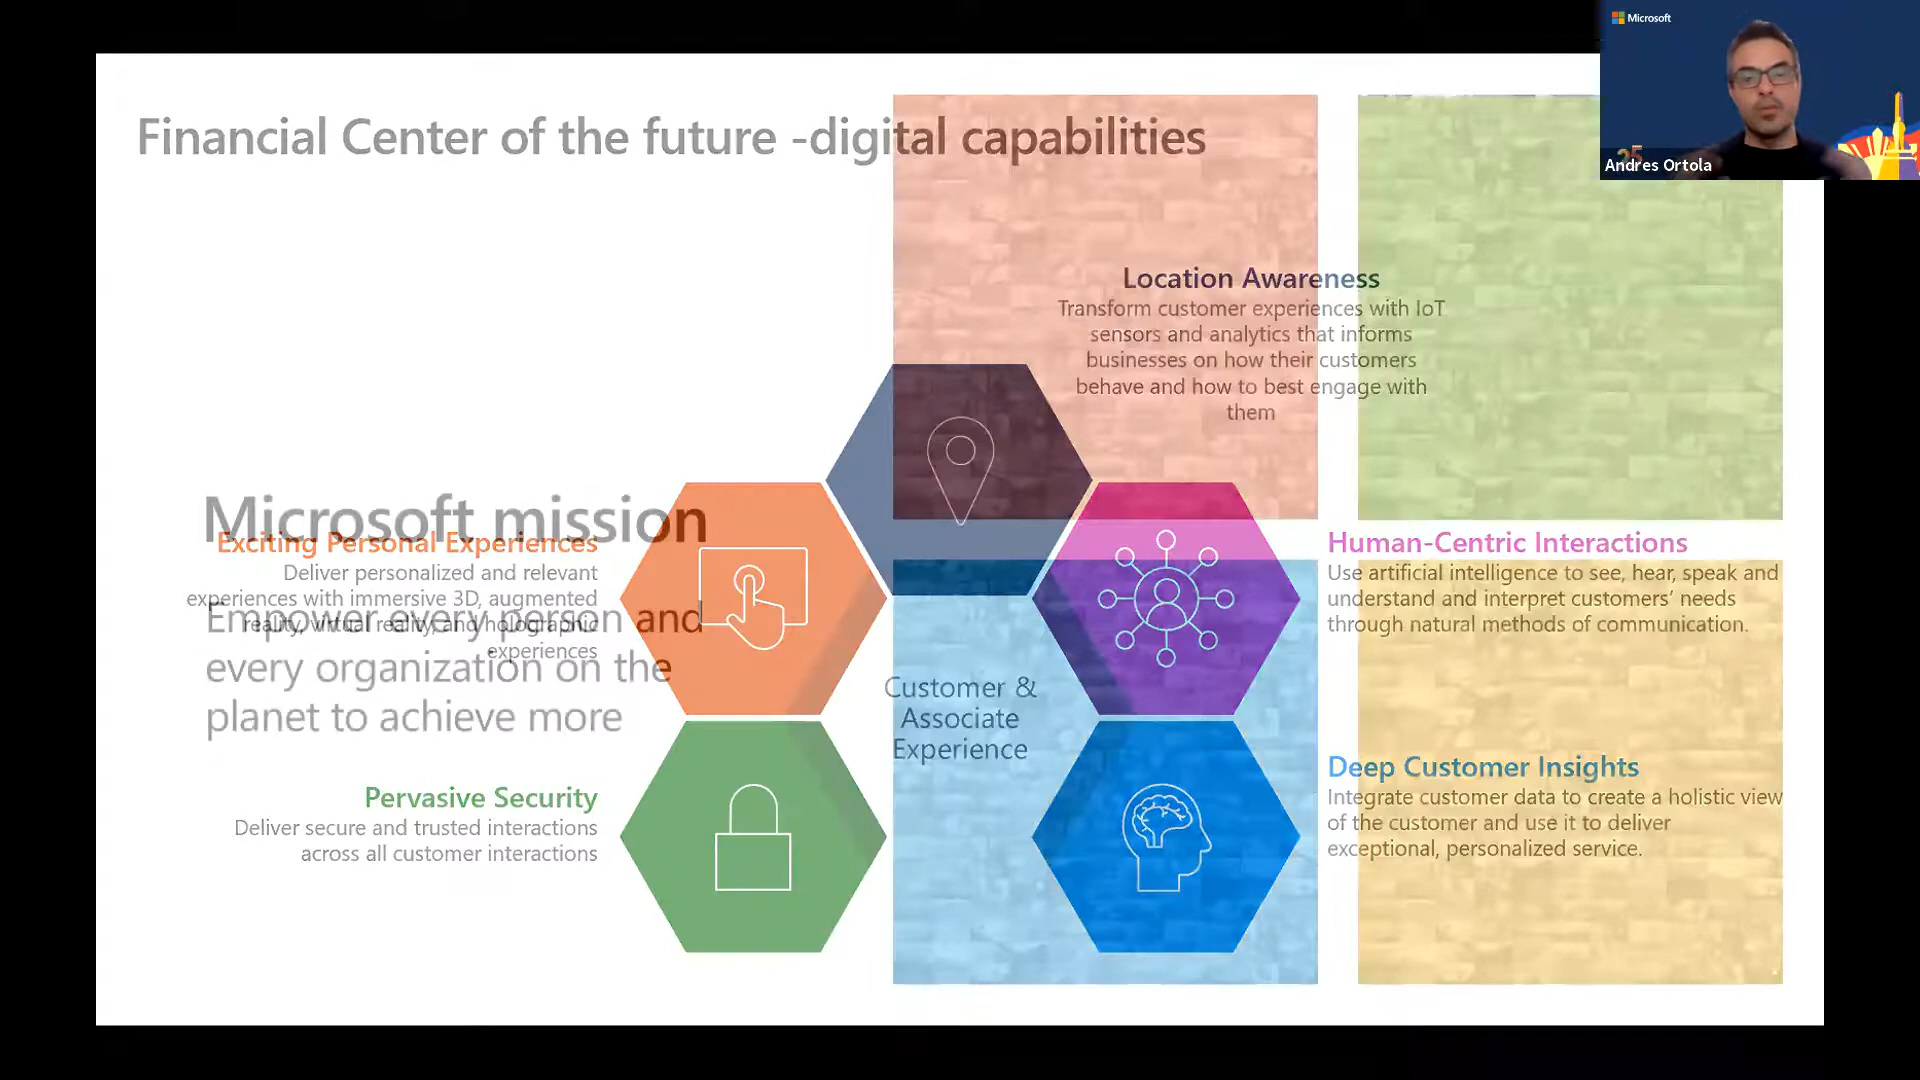 Microsoft
Andres Ortola
Financial Center of the future -digital capabilities
Location Awareness
Transform customer experiences with IoT
sensors and analytics that informs
businesses on how their customers
behave and how to best engage with
them
Microsoft mission
Empower every person and
every organization on the
planet to achieve more
Exciting Personal Experiences
Deliver personalized and relevant
experiences with immersive 3D, augmented
reality, virtual reality, and holographic
experiences
Human-Centric Interactions
Use artificial intelligence to see, hear, speak and
understand and interpret customers’ needs
through natural methods of communication.
Customer &
Associate
Experience
Pervasive Security
Deliver secure and trusted interactions
across all customer interactions
Deep Customer Insights
Integrate customer data to create a holistic view
of the customer and use it to deliver
exceptional, personalized service.